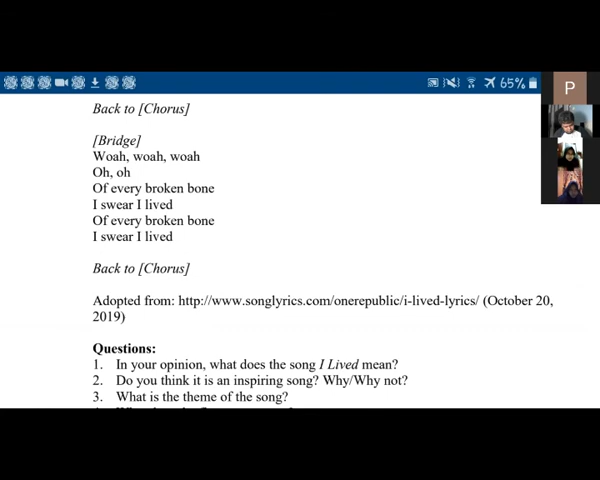 65%
P
Back to [Chorus]
[Bridge]
Woah, woah, woah
Oh, oh
Of every broken bone
I swear I lived
Of every broken bone
I swear I lived
Back to [Chorus]
Adopted from: http://www.songlyrics.com/onerepublic/i-lived-lyrics/ (October 20,
2019)
Questions:
1. In your opinion, what does the song I Lived mean?
2. Do you think it is an inspiring song? Why/Why not?
3. What is the theme of the song?